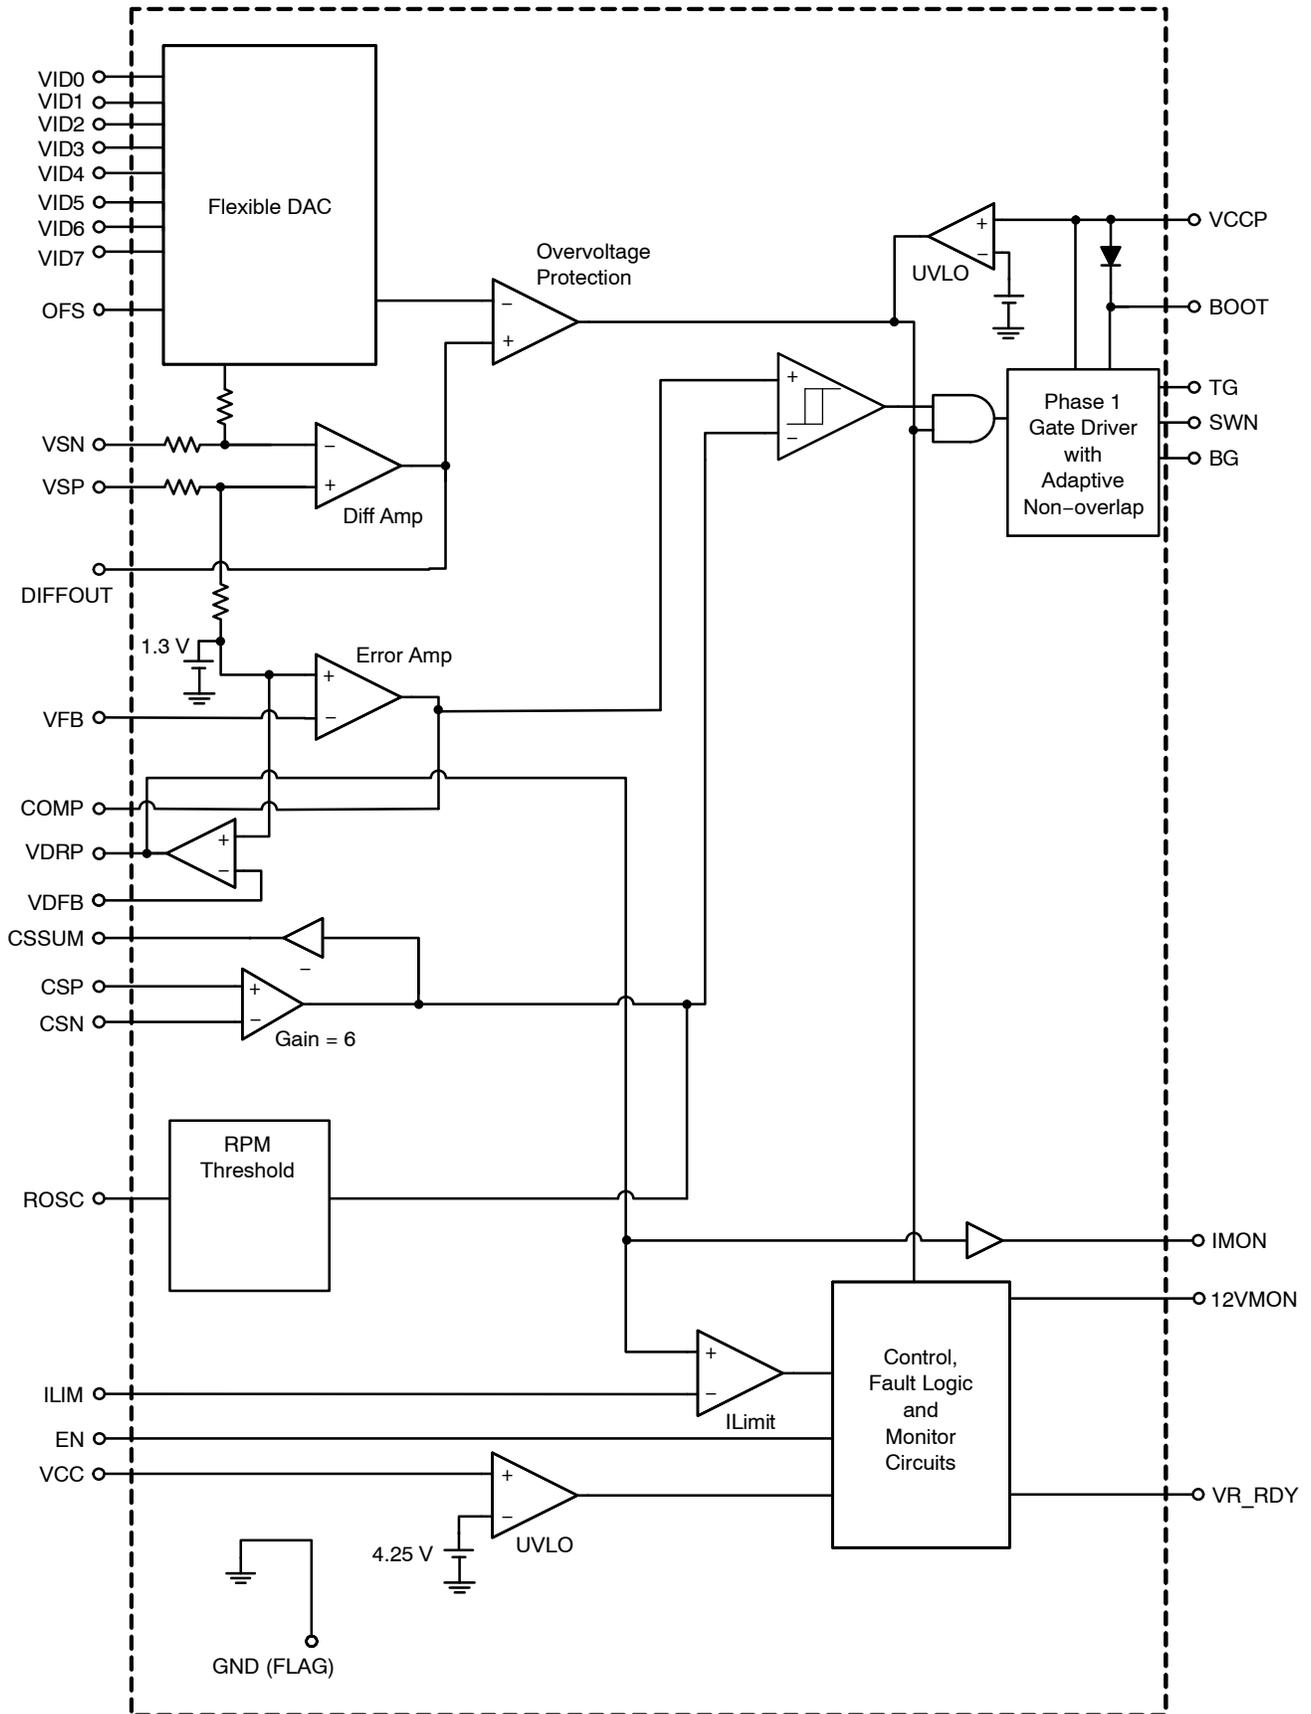 VID0
VID1
VID2
VID3
VID4
VID5
VID6
VID7
OFS
Flexible DAC
Overvoltage
Protection
−
+
+
−
UVLO
VCCP
BOOT
TG
SWN
BG
Phase 1
Gate Driver
with
Adaptive
Non−overlap
+
−
VSN
VSP
−
+
Diff Amp
DIFFOUT
1.3 V
Error Amp
+
−
VFB
COMP
VDRP
VDFB
+
−
CSSUM
−
CSP
CSN
+
−
Gain = 6
RPM
Threshold
ROSC
IMON
12VMON
VR_RDY
Control,
Fault Logic
and
Monitor
Circuits
+
−
ILimit
ILIM
EN
VCC
+
−
UVLO
4.25 V
GND (FLAG)